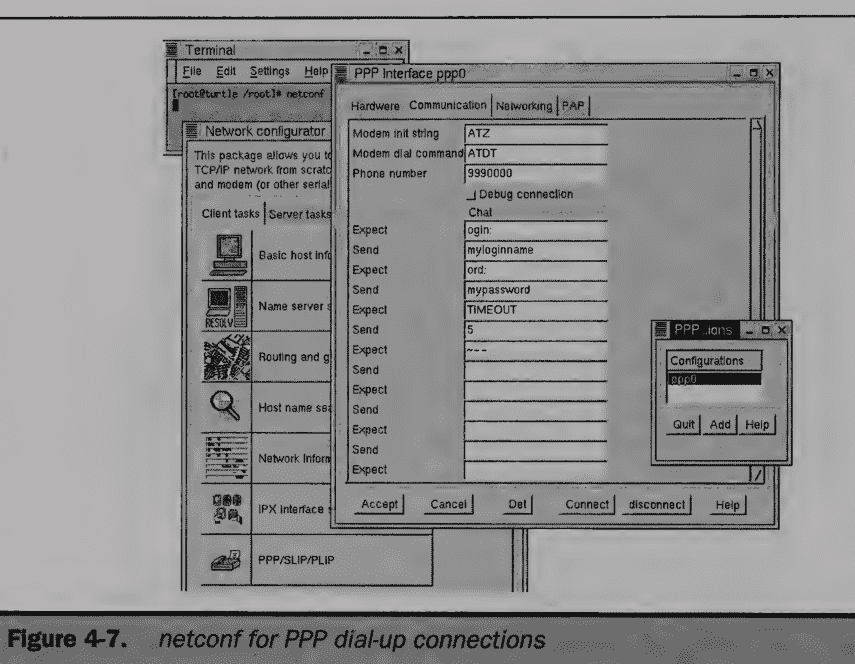 Terminal
File Edit Settings Help
[root@turtle /root]# netconf
Network configurator
This package allows you to
TCP/IP network from scratc
and modem (or other serial
Client tasks Server tasks
Basic host info
RESOLV
Name server s
Routing and g
Host name sea
Network Inform
IPX Interface s
PPP/SLIP/PLIP
PPP Interface ppp0
Hardware Communication Networking PAP
Modem init string ATZ
Modem dial command ATDT
Phone number 9990000
Debug connection
Chat
Expect ogin:
Send myloginname
Expect ord:
Send mypassword
Expect TIMEOUT
Send 5
Expect ~--
Send
Expect
Send
Expect
Send
Expect
Accept Cancel Del Connect disconnect Help
PPP ..ions
Configurations
ppp0
Quit Add Help
Figure 4-7. netconf for PPP dial-up connections